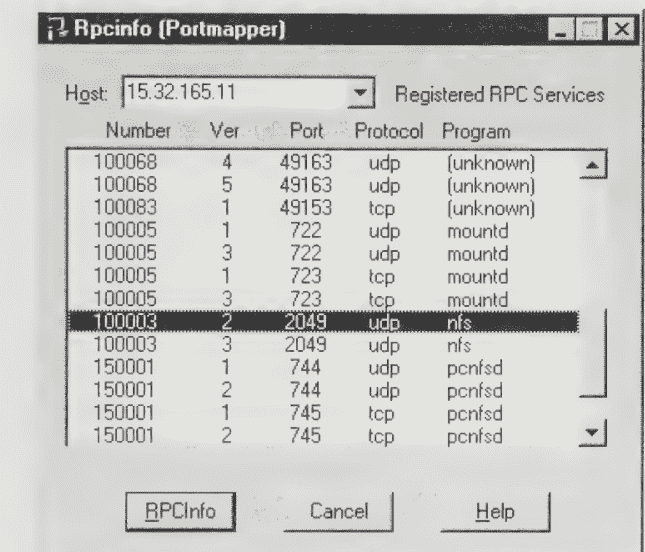 Rpcinfo (Portmapper)
Host: 15.32.165.11 Registered RPC Services
Number Ver Port Protocol Program
100068 4 49163 udp (unknown)
100068 5 49163 udp (unknown)
100083 1 49153 tcp (unknown)
100005 1 722 udp mountd
100005 3 722 udp mountd
100005 1 723 tcp mountd
100005 3 723 tcp mountd
100003 2 2049 udp nfs
100003 3 2049 udp nfs
150001 1 744 udp pcnfsd
150001 2 744 udp pcnfsd
150001 1 745 tcp pcnfsd
150001 2 745 tcp pcnfsd
RPCInfo Cancel Help